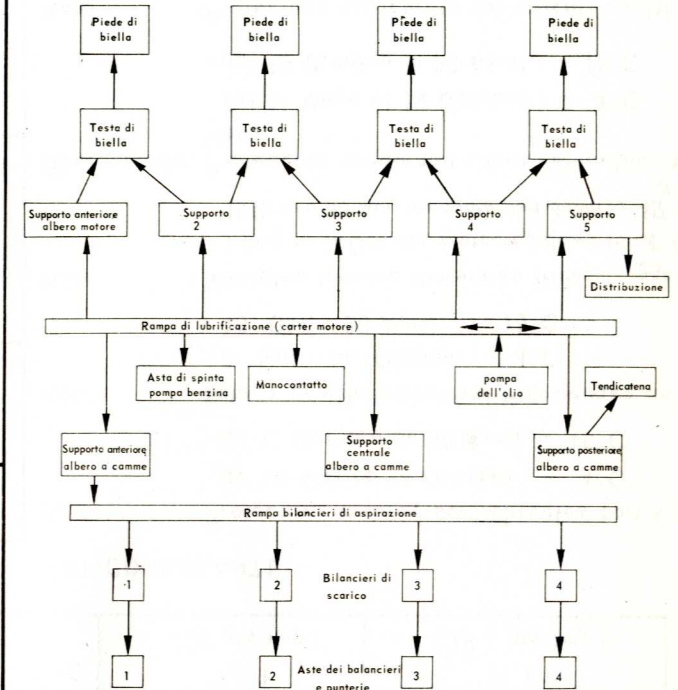 Piede di
biella
Piede di
biella
Piede di
biella
Piede di
biella
Testa di
biella
Testa di
biella
Testa di
biella
Testa di
biella
Supporto anteriore
albero motore
Supporto
2
Supporto
3
Supporto
4
Supporto
5
Distribuzione
Rampa di lubrificazione (carter motore)
Asta di spinta
pompa benzina
Manocontatto
pompa
dell'olio
Tendicatena
Supporto anteriore
albero a camme
Supporto
centrale
albero a camme
Supporto posteriore
albero a camme
Rampa bilancieri di aspirazione
1
2
Bilancieri di
scarico
3
4
1
2
Aste dei balancieri
e punterie
3
4